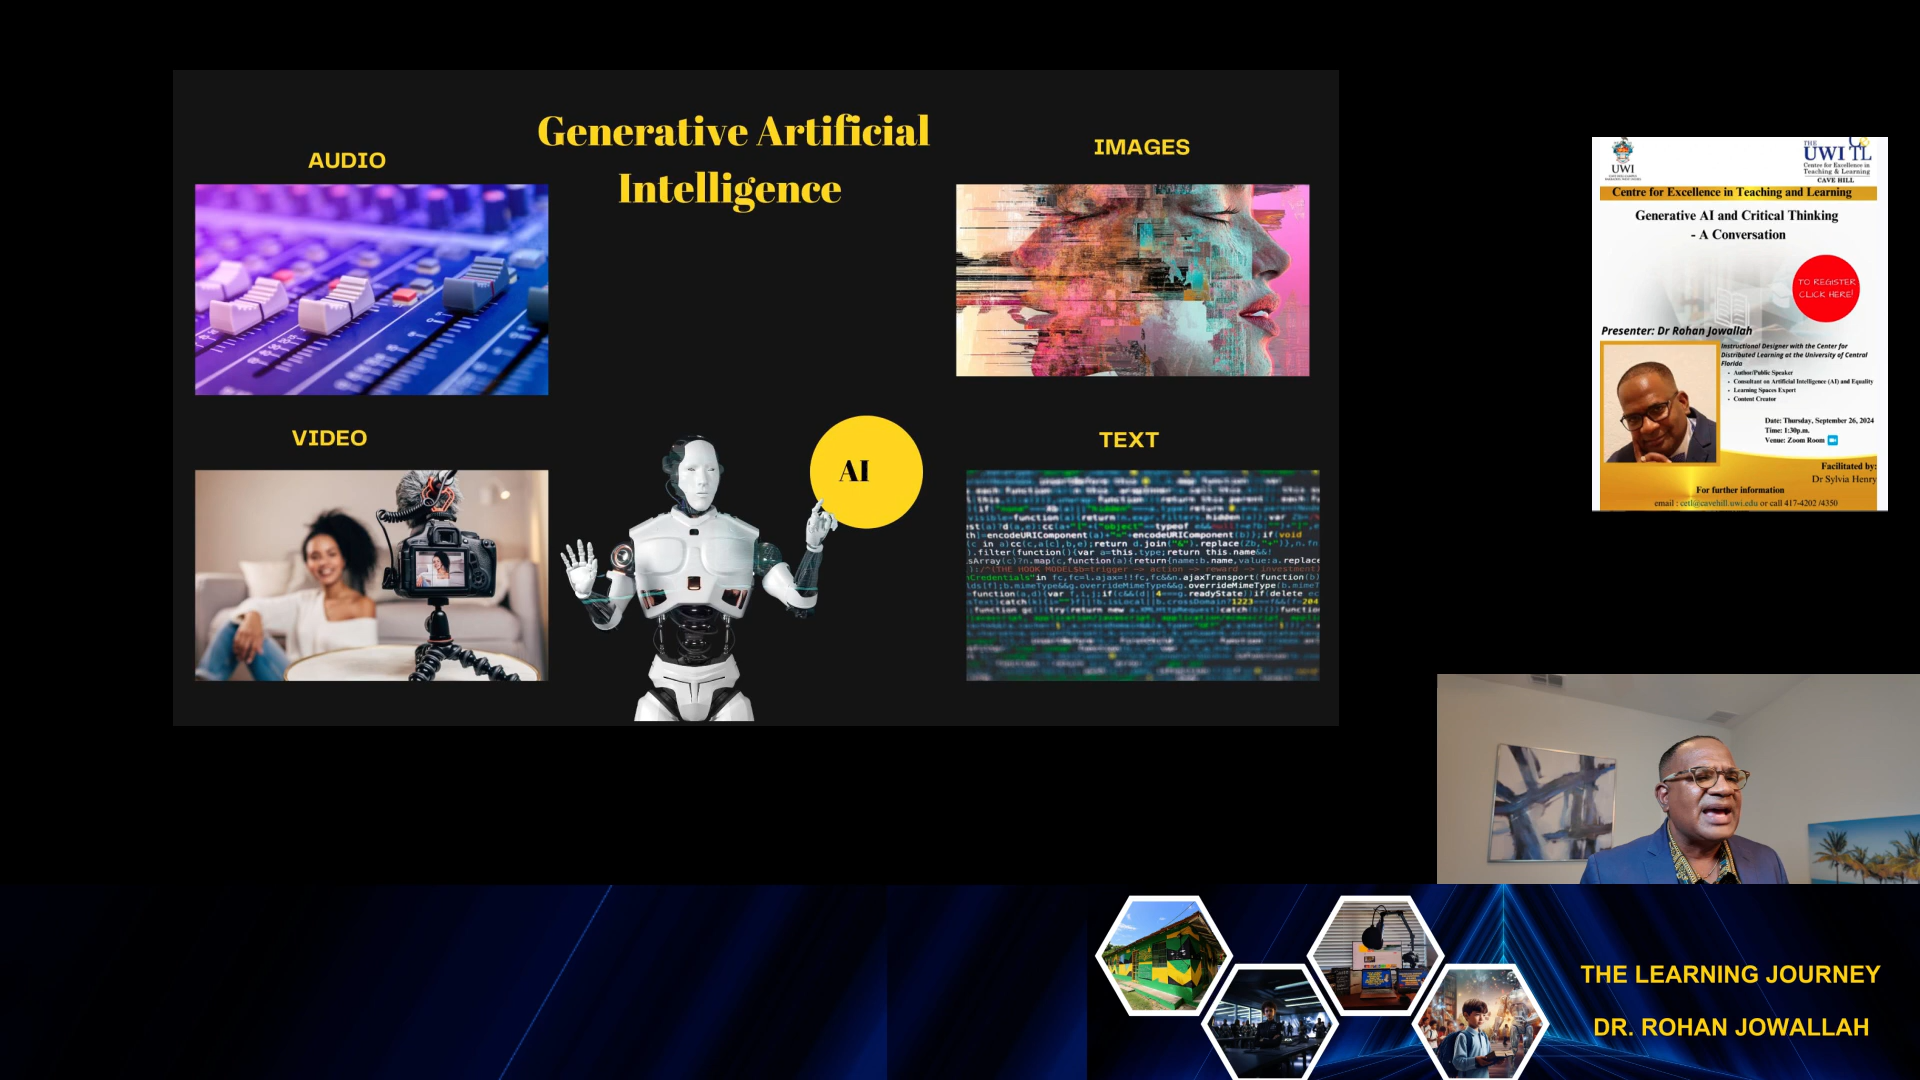 Generative Artificial
Intelligence
AUDIO
IMAGES
VIDEO
AI
TEXT
UWI
THE
UWI TL
Centre for Excellence in
Teaching & Learning
CAVE HILL
Centre for Excellence in Teaching and Learning
Generative AI and Critical Thinking
- A Conversation
TO REGISTER
CLICK HERE!
Presenter: Dr Rohan Jowallah
Instructional Designer with the Center for
Distributed Learning at the University of Central
Florida
• Author/Public Speaker
• Consultant on Artificial Intelligence (AI) and Equality
• Learning Spaces Expert
• Content Creator
Date: Thursday, September 26, 2024
Time: 1:30p.m.
Venue: Zoom Room
Facilitated by:
Dr Sylvia Henry
For further information
email : cetl@cavehill.uwi.edu or call 417-4202 /4350
THE LEARNING JOURNEY
DR. ROHAN JOWALLAH